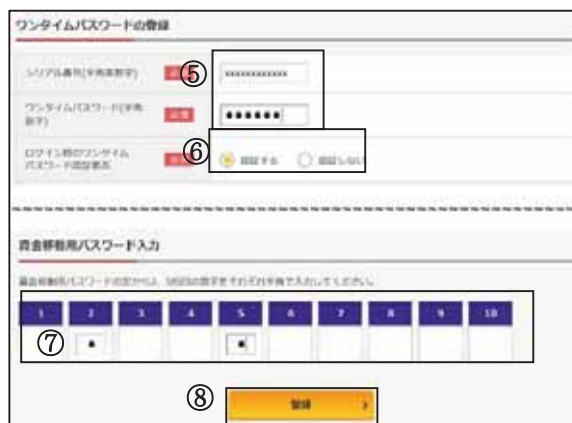 ワンタイムパスワードの登録
シリアル番号(半角英数字) 必須 ⑤ xxxxxxxxxxxx
ワンタイムパスワード(半角
数字) 必須 ●●●●●●
ログイン時のワンタイム
パスワード認証要否 ⑥ 認証する 認証しない
資金移動用パスワード入力
1 2 3 4 5 6 7 8 9 10
⑦ ● ●
⑧ 登録